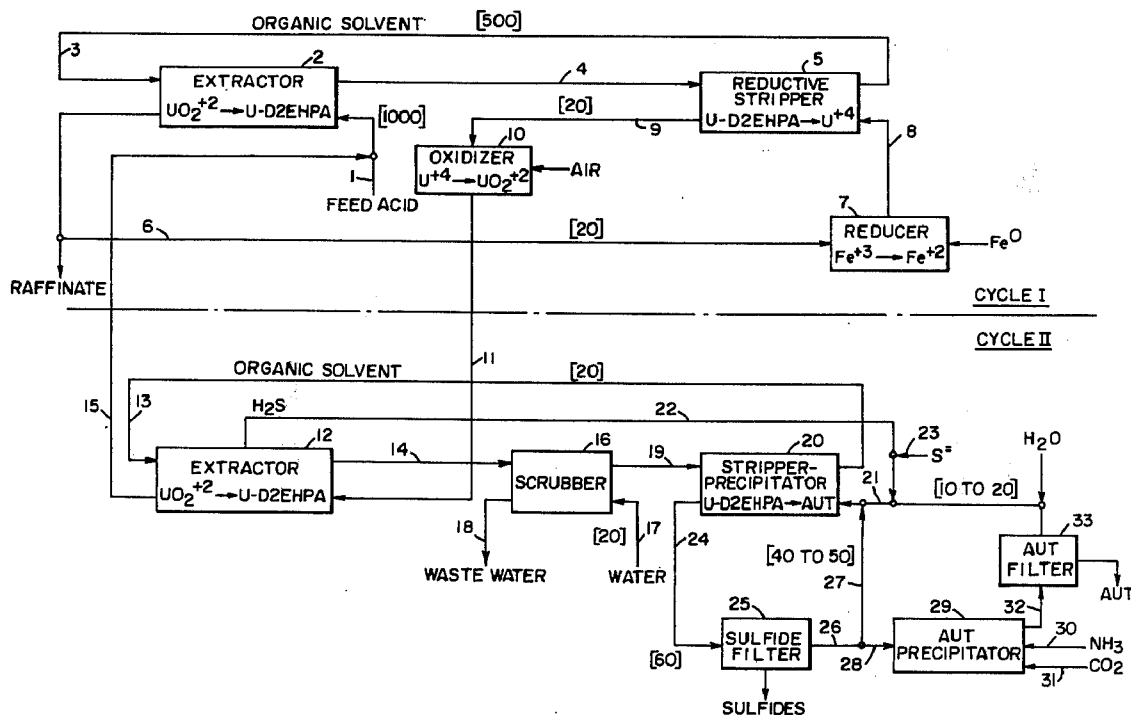 ORGANIC SOLVENT [500]
3
2
4
5
EXTRACTOR
UO₂⁺² → U-D2EHPA
REDUCTIVE
STRIPPER
U-D2EHPA → U⁺⁴
[1000]
[20]
9
8
10
OXIDIZER
U⁺⁴ → UO₂⁺²
AIR
1
FEED ACID
7
6
[20]
REDUCER
Fe⁺³ → Fe⁺²
Fe⁰
RAFFINATE
CYCLE I
CYCLE II
11
ORGANIC SOLVENT [20]
15
13
H₂S
22
12
14
16
19
20
23
S⁼
H₂O
EXTRACTOR
UO₂⁺² → U-D2EHPA
SCRUBBER
STRIPPER-
PRECIPITATOR
U-D2EHPA → AUT
21
[10 TO 20]
18
[20]
17
24
33
WASTE WATER
WATER
[40 TO 50]
27
AUT
FILTER
AUT
32
25
29
[60]
SULFIDE
FILTER
26
28
AUT
PRECIPITATOR
30
NH₃
31
CO₂
SULFIDES